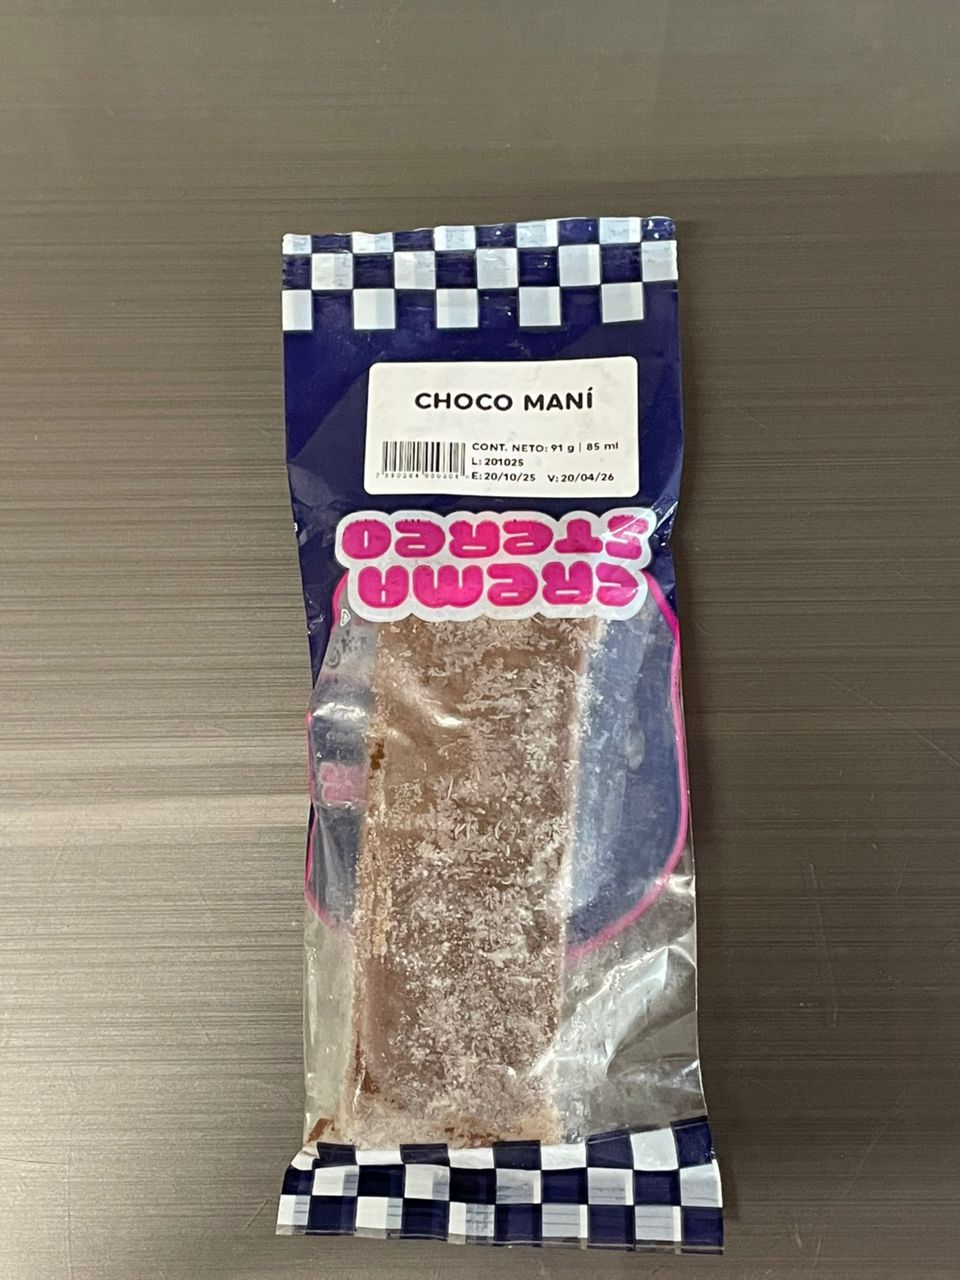 CHOCO MANÍ
CONT. NETO: 91 g | 85 ml
L: 201025
E: 20/10/25 V: 20/04/26
CREMA
STEREO